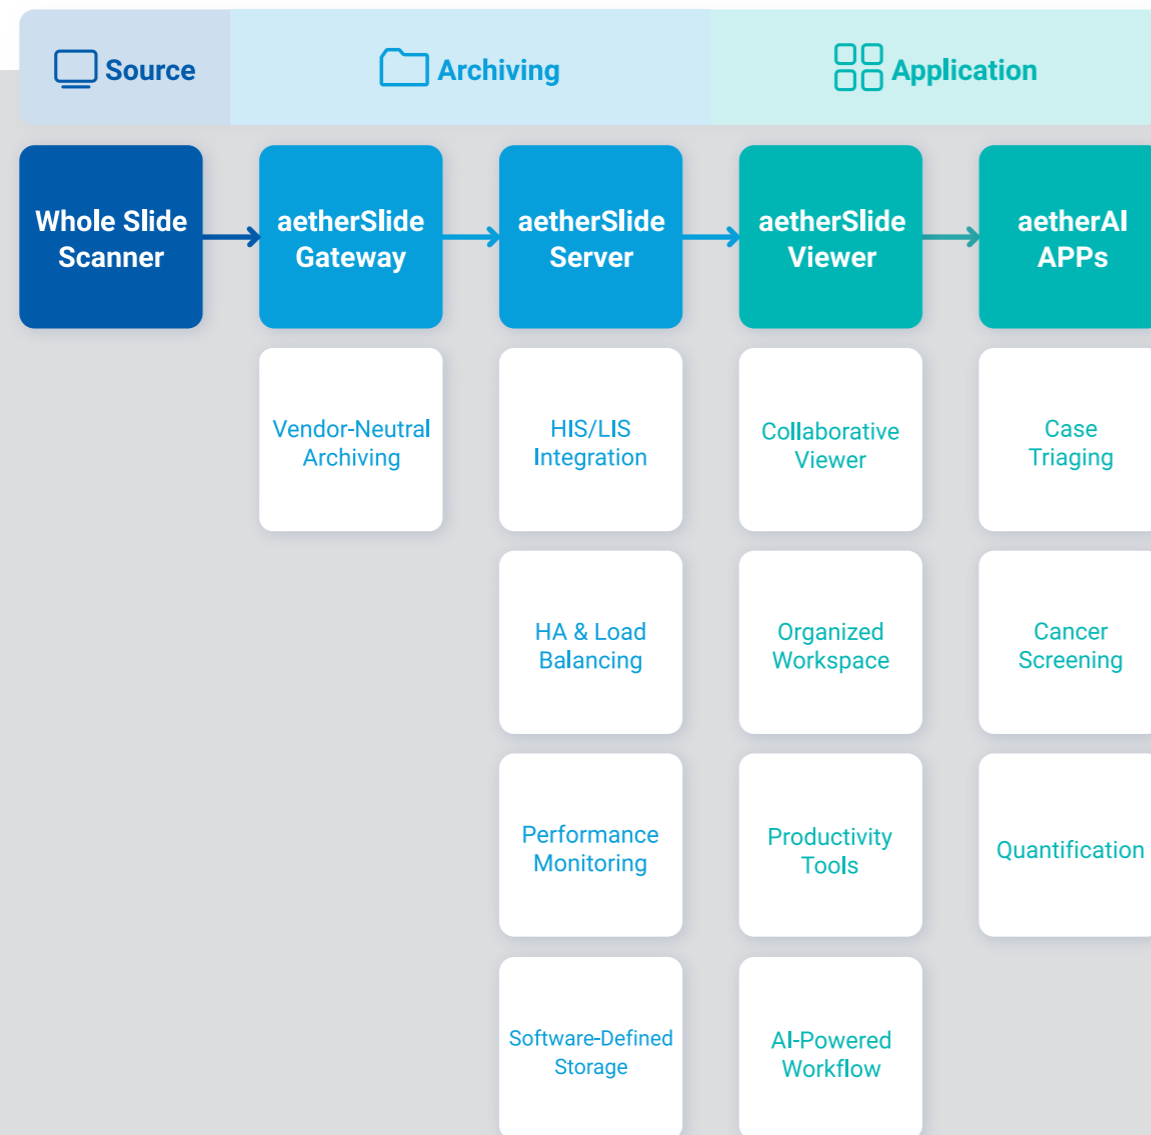 Source
Archiving
Application
Whole Slide
Scanner
aetherSlide
Gateway
aetherSlide
Server
aetherSlide
Viewer
aetherAI
APPs
Vendor-Neutral
Archiving
HIS/LIS
Integration
Collaborative
Viewer
Case
Triaging
HA & Load
Balancing
Organized
Workspace
Cancer
Screening
Performance
Monitoring
Productivity
Tools
Quantification
Software-Defined
Storage
AI-Powered
Workflow